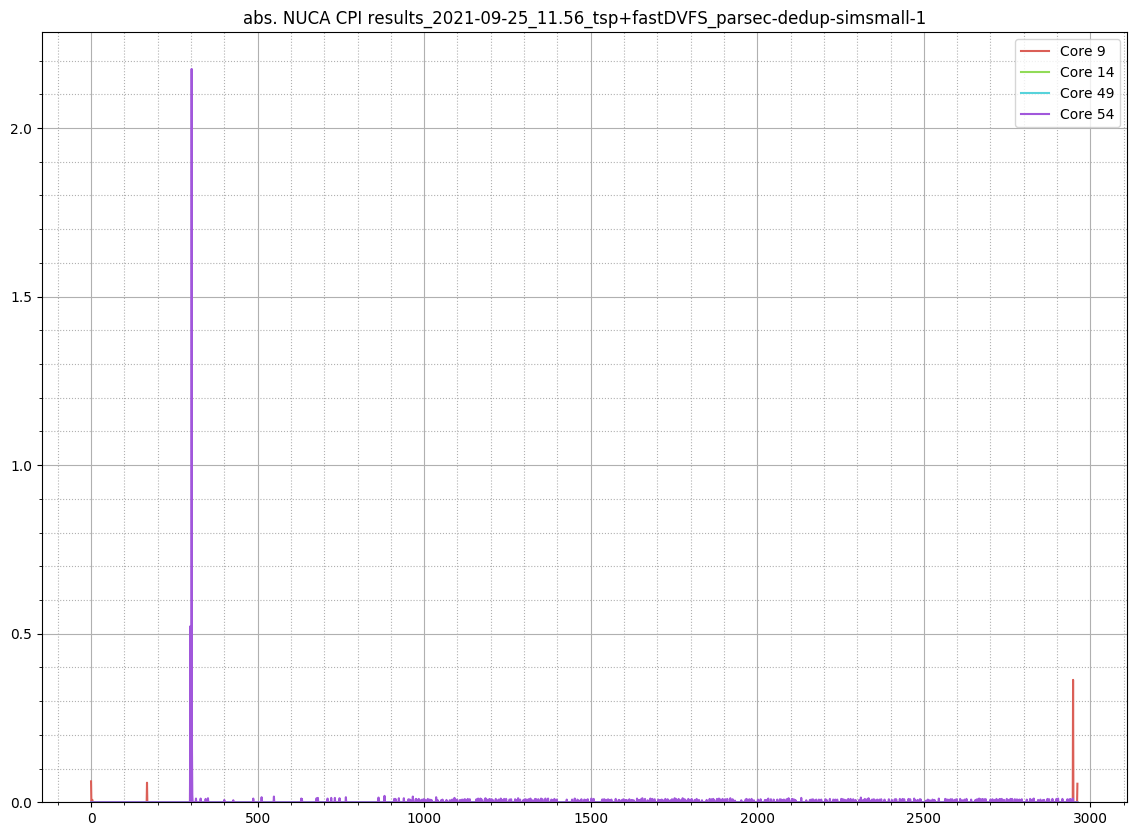 abs. NUCA CPI results_2021-09-25_11.56_tsp+fastDVFS_parsec-dedup-simsmall-1
Core 9
Core 14
Core 49
Core 54
2.0
1.5
1.0
0.5
0.0
0 500 1000 1500 2000 2500 3000